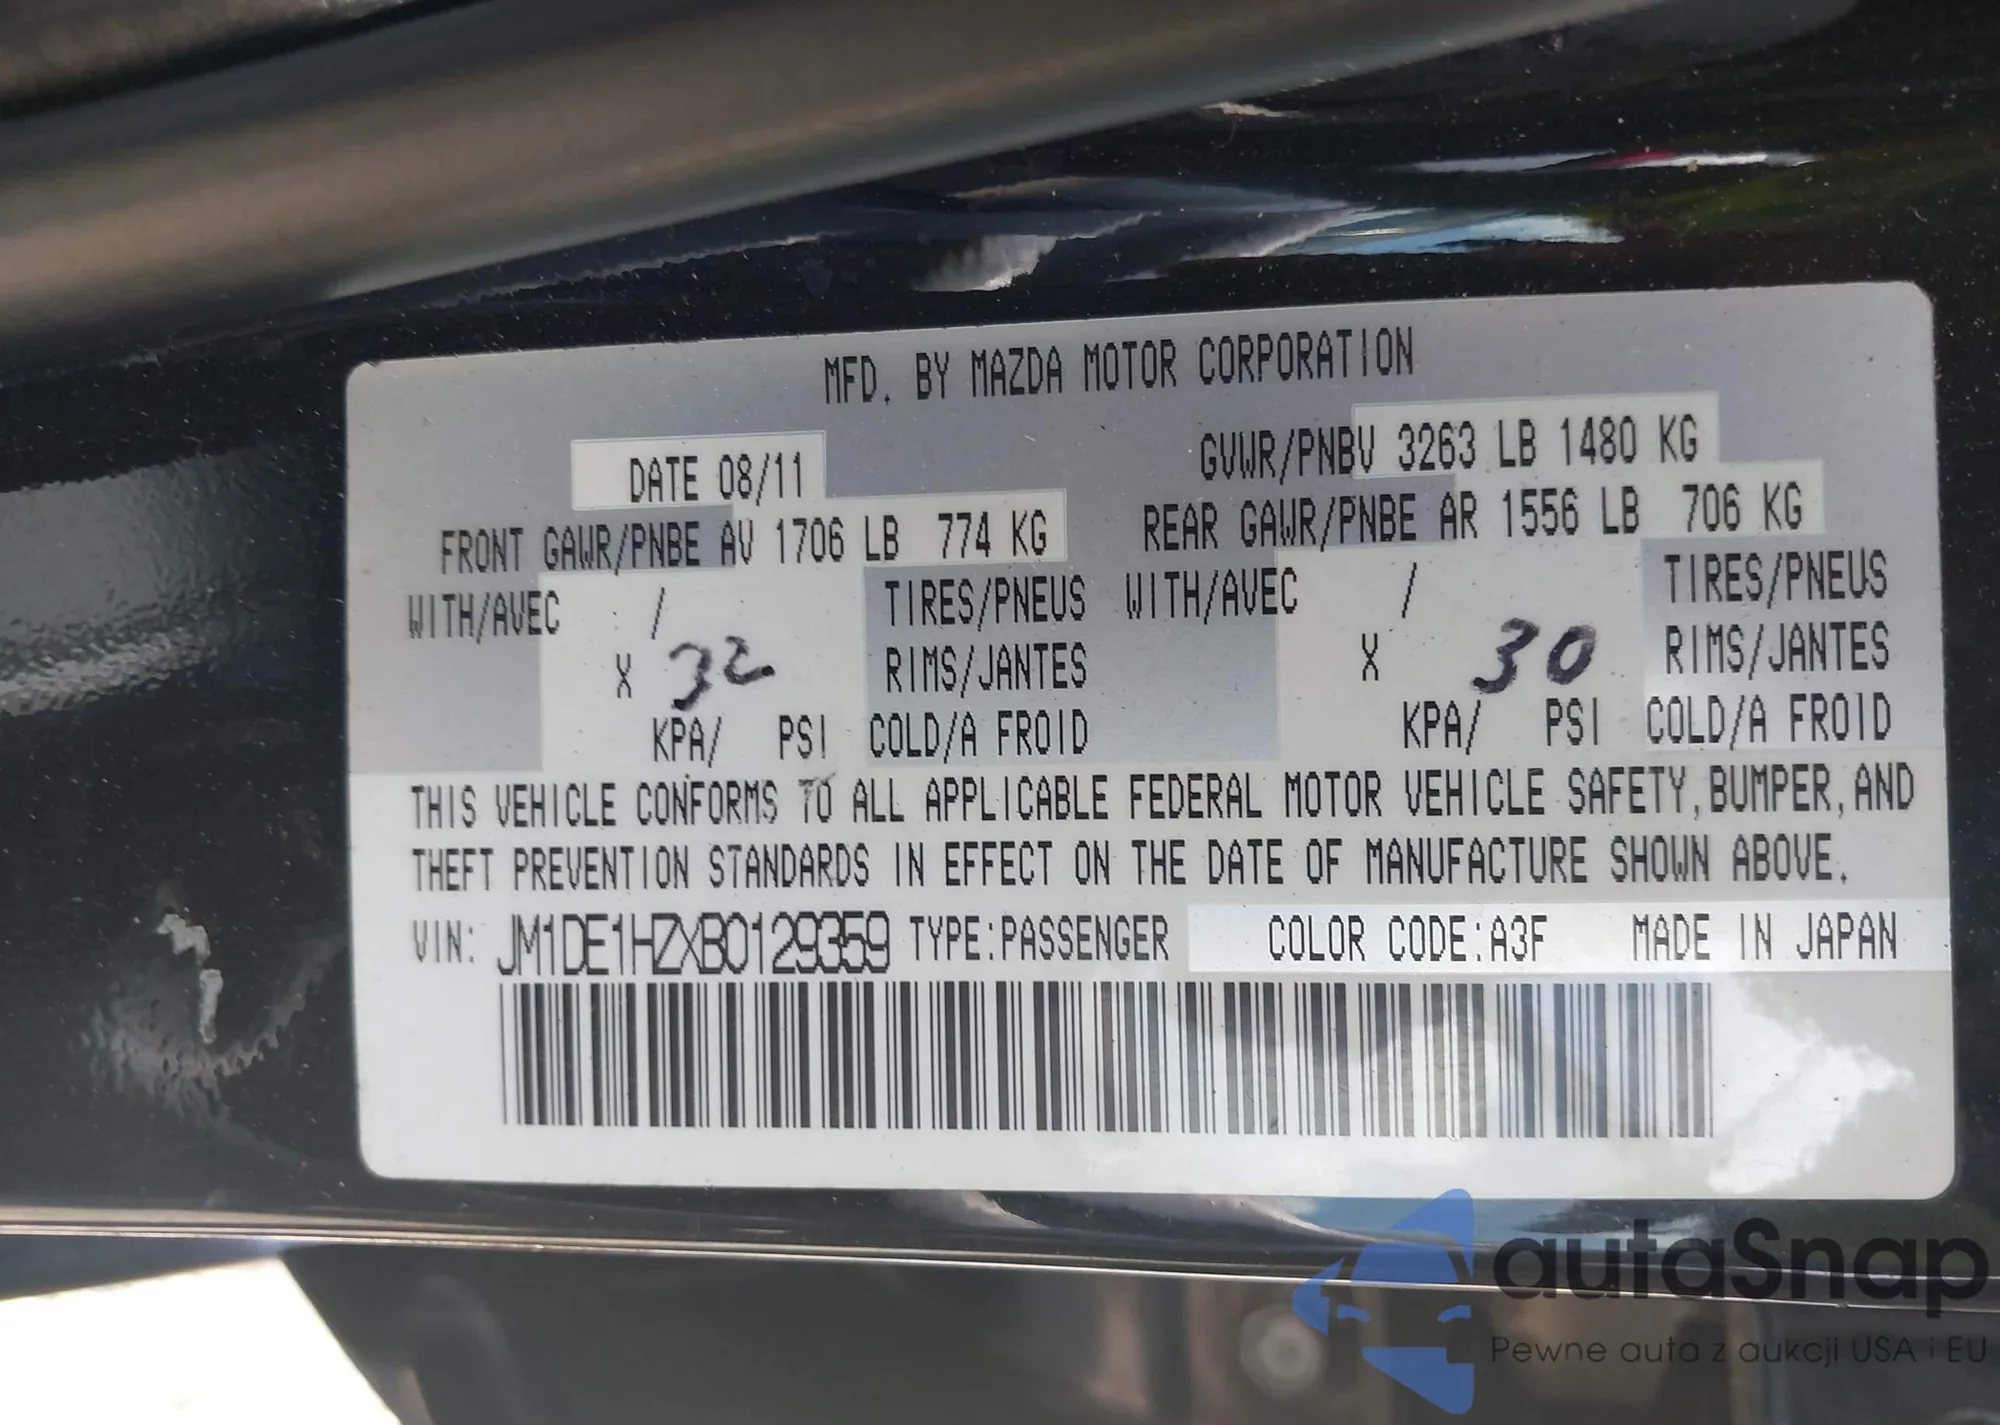 MFD. BY MAZDA MOTOR CORPORATION
DATE 08/11 GVWR/PNBV 3263 LB 1480 KG
FRONT GAWR/PNBE AV 1706 LB 774 KG REAR GAWR/PNBE AR 1556 LB 706 KG
WITH/AVEC / TIRES/PNEUS WITH/AVEC / TIRES/PNEUS
X 32 RIMS/JANTES X 30 RIMS/JANTES
KPA/ PSI COLD/A FROID KPA/ PSI COLD/A FROID
THIS VEHICLE CONFORMS TO ALL APPLICABLE FEDERAL MOTOR VEHICLE SAFETY, BUMPER, AND
THEFT PREVENTION STANDARDS IN EFFECT ON THE DATE OF MANUFACTURE SHOWN ABOVE.
VIN: JM1DE1HZXB0129359 TYPE:PASSENGER COLOR CODE:A3F MADE IN JAPAN
autaSnap
Pewne auta z aukcji USA i EU